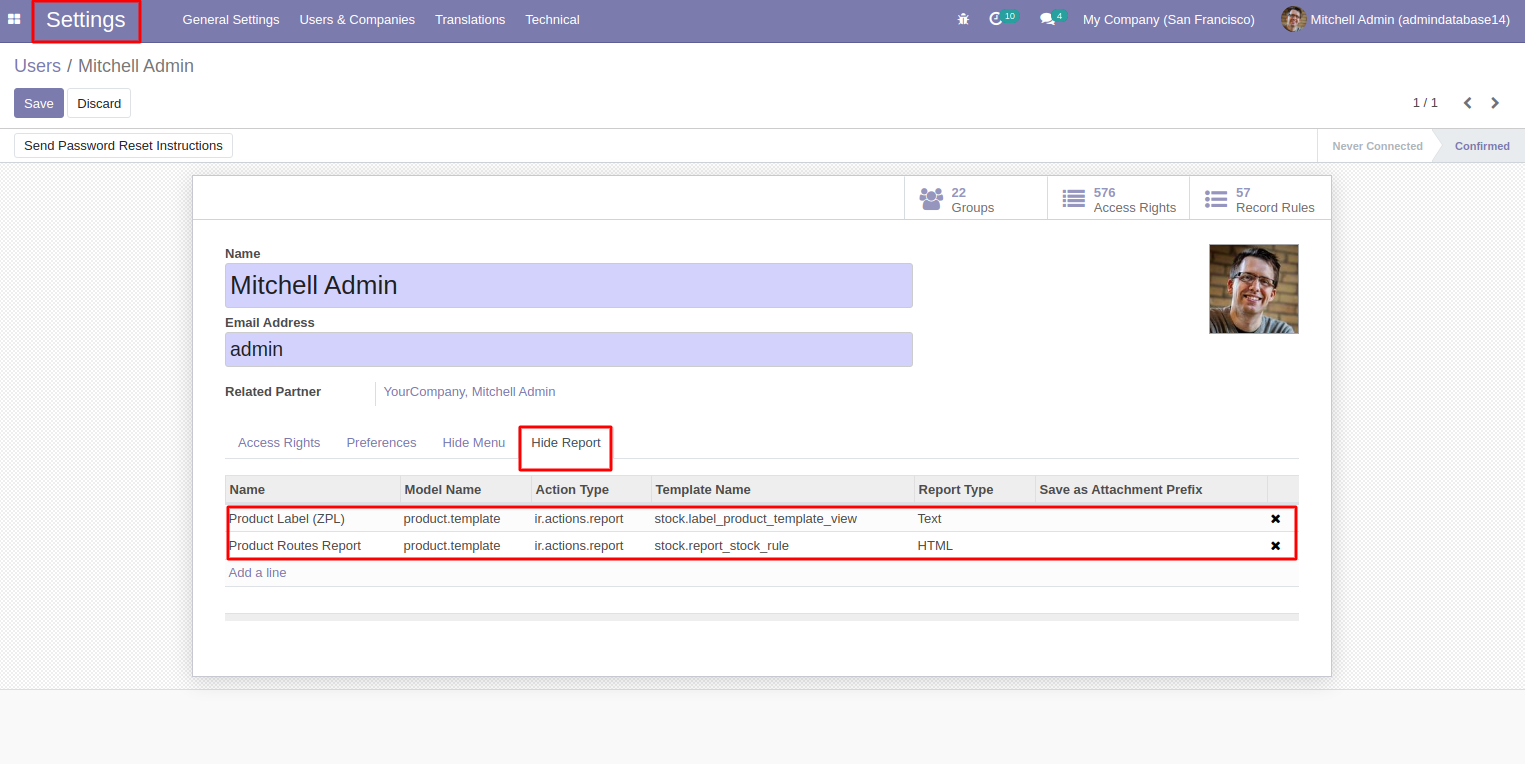 Settings General Settings Users & Companies Translations Technical 10 4 My Company (San Francisco) Mitchell Admin (admindatabase14)
Users / Mitchell Admin
Save Discard 1 / 1
Send Password Reset Instructions Never Connected Confirmed
22 Groups
576 Access Rights
57 Record Rules
Name
Mitchell Admin
Email Address
admin
Related Partner YourCompany, Mitchell Admin
Access Rights Preferences Hide Menu Hide Report
Name Model Name Action Type Template Name Report Type Save as Attachment Prefix
Product Label (ZPL) product.template ir.actions.report stock.label_product_template_view Text
Product Routes Report product.template ir.actions.report stock.report_stock_rule HTML
Add a line